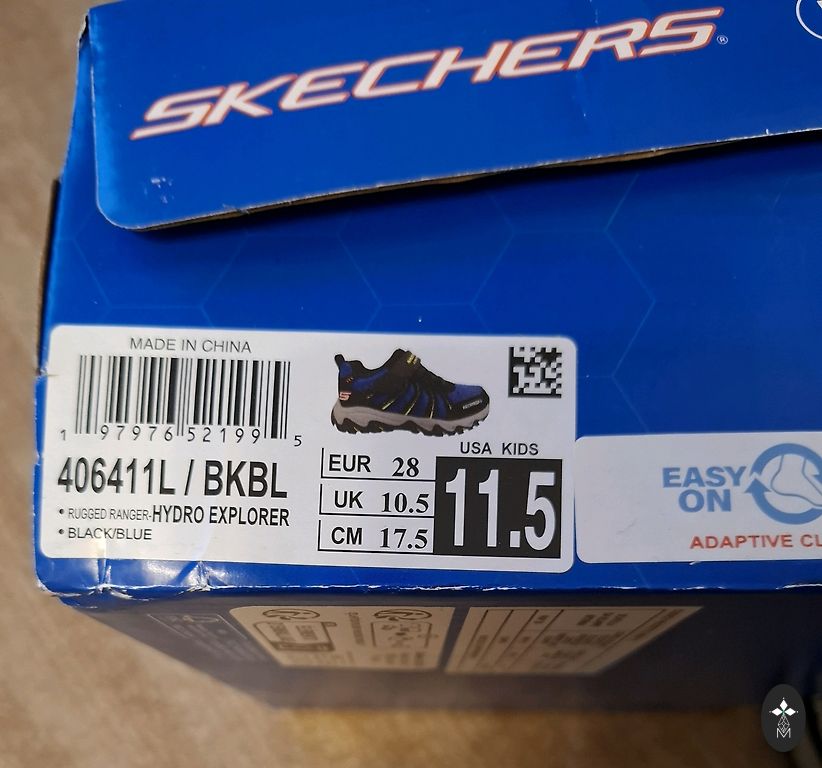 SKECHERS®
MADE IN CHINA
1 97976 52199 5
406411L / BKBL
• RUGGED RANGER-HYDRO EXPLORER
• BLACK/BLUE
USA KIDS
EUR 28
UK 10.5
CM 17.5
11.5
EASY
ON
ADAPTIVE CL
M